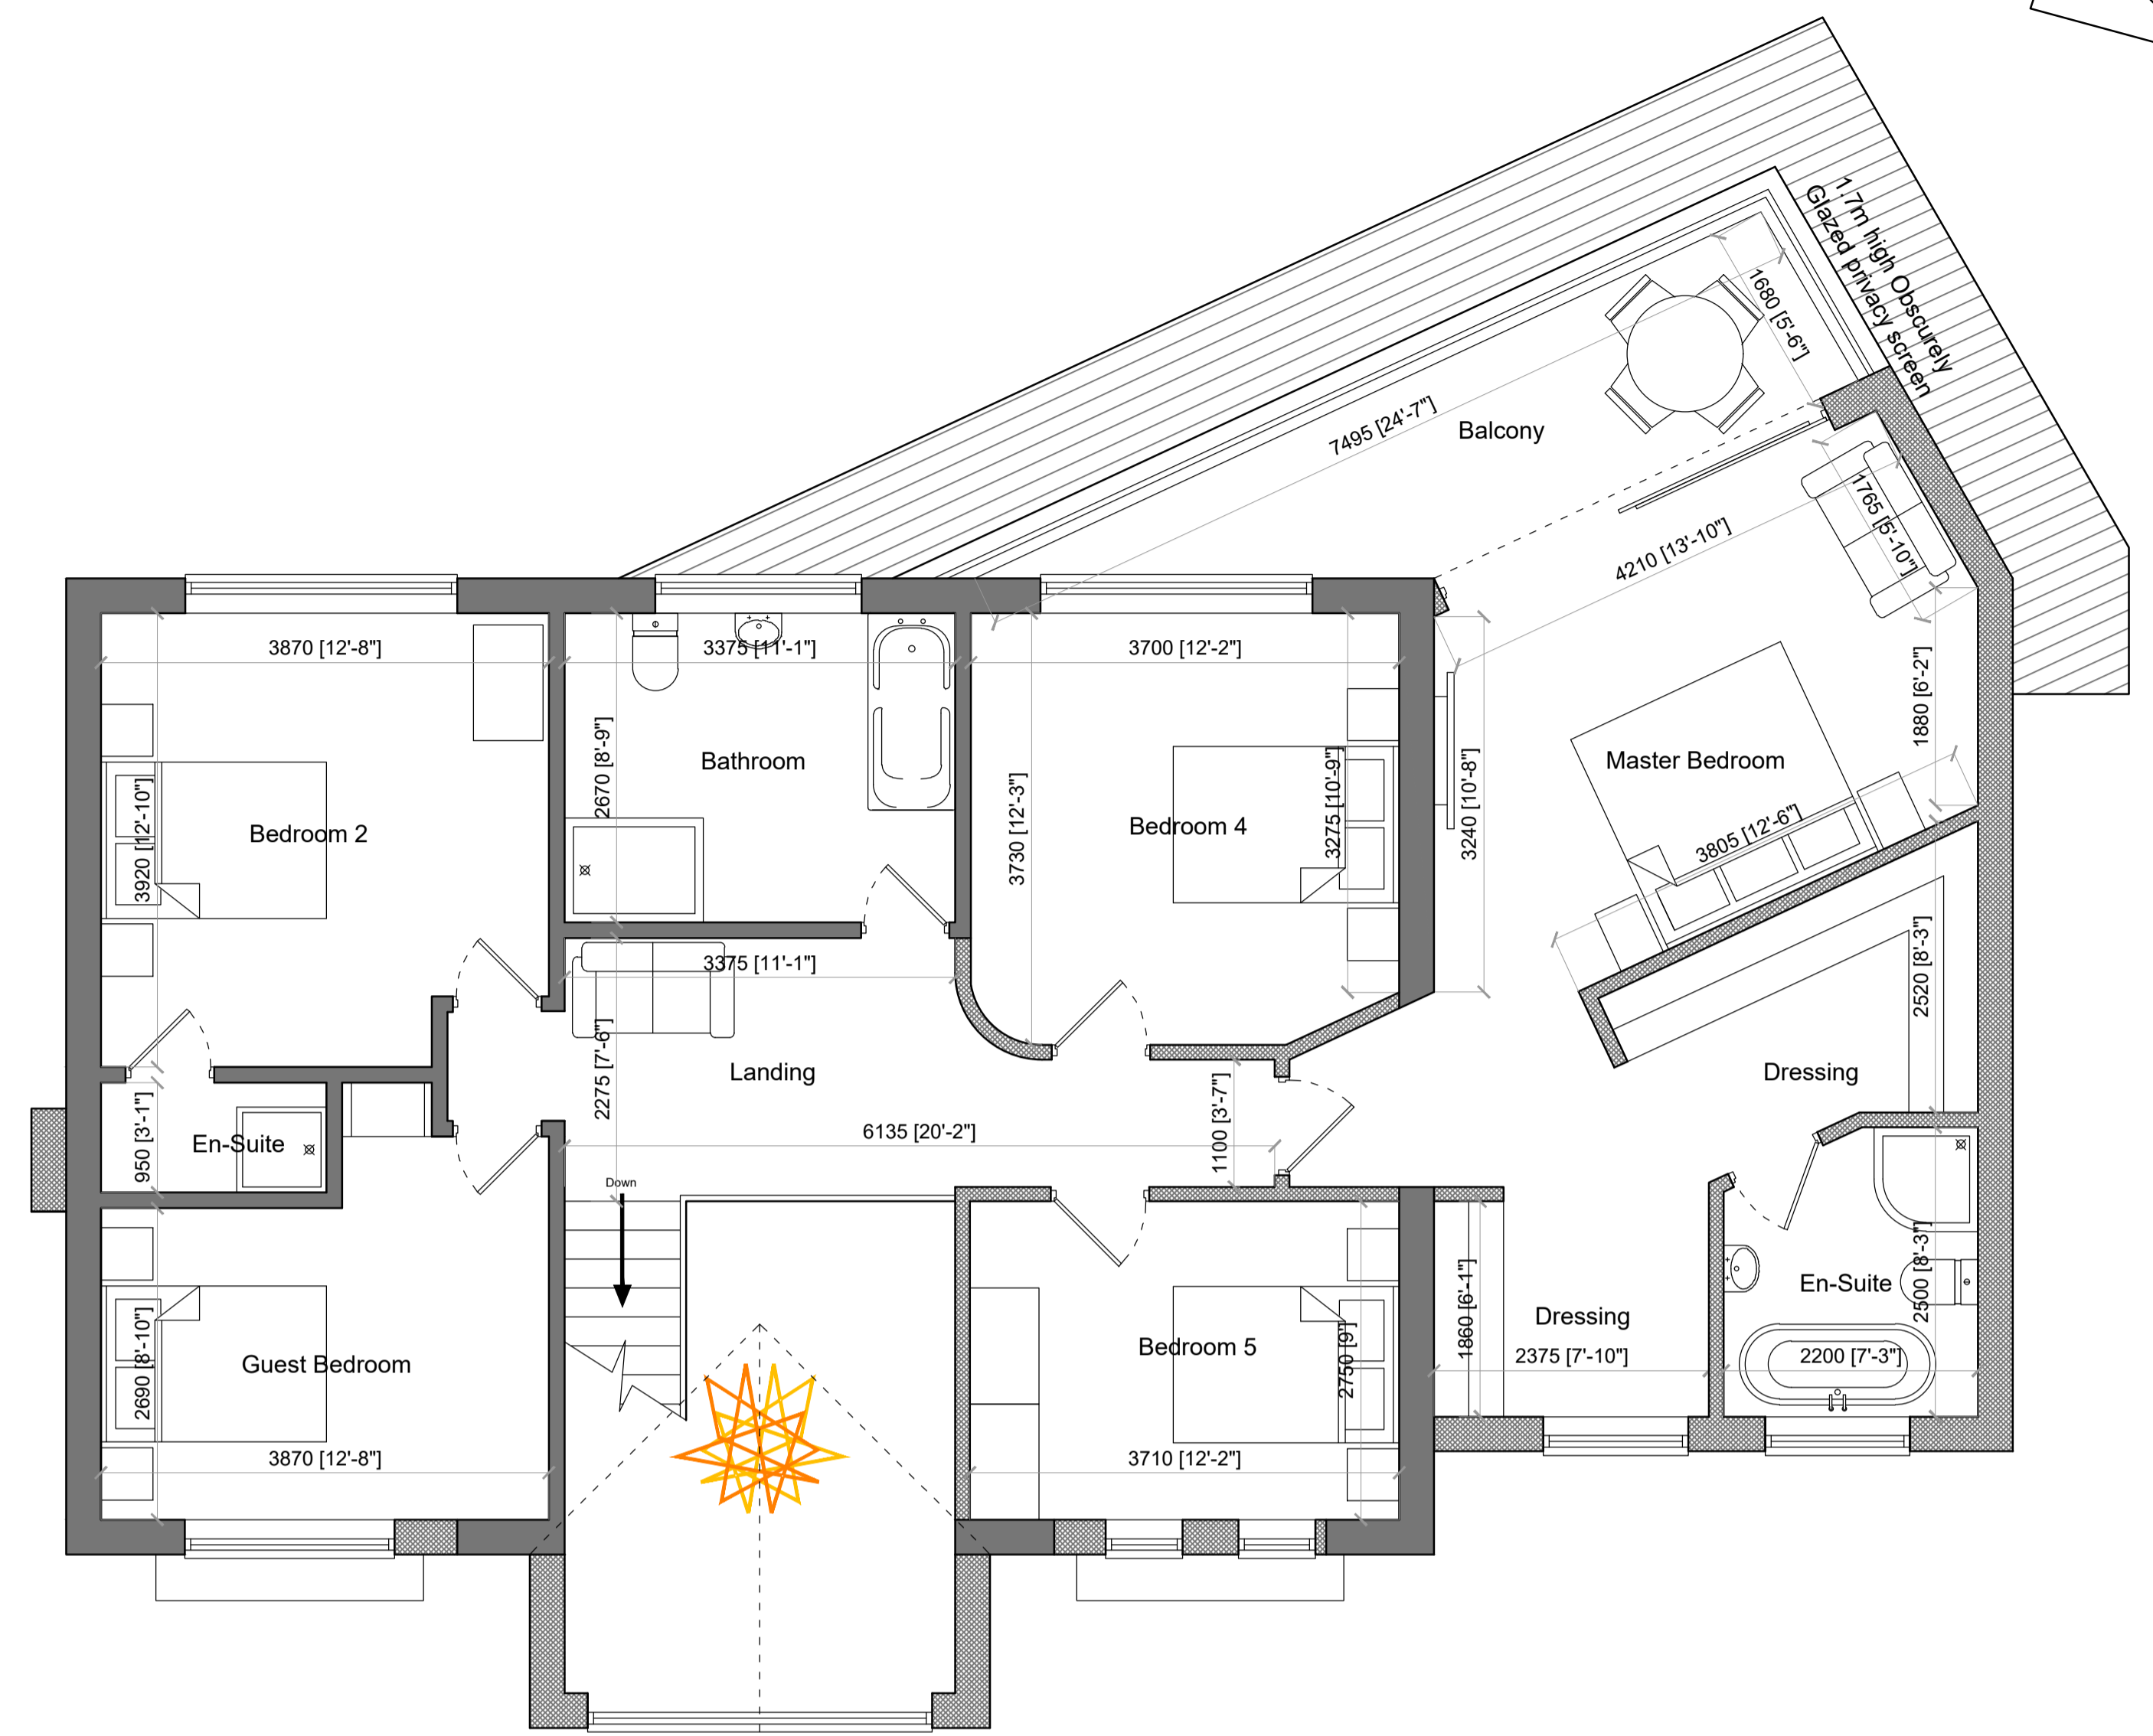 1.7m high Obscurely
Glazed privacy screen
1680 [5'-6"]
7495 [24'-7"]
Balcony
4210 [13'-10"]
1765 [5'-10"]
3870 [12'-8"]
3375 [11'-1"]
3700 [12'-2"]
1880 [6'-2"]
2670 [8'-9"]
Bathroom
Master Bedroom
3920 [12'-10"]
Bedroom 2
3730 [12'-3"]
Bedroom 4
3275 [10'-9"]
3240 [10'-8"]
3805 [12'-6"]
3375 [11'-1"]
2520 [8'-3"]
2275 [7'-6"]
Landing
Dressing
950 [3'-1"]
En-Suite
6135 [20'-2"]
1100 [3'-7"]
Down
En-Suite
2500 [8'-3"]
1860 [6'-1"]
Dressing
2690 [8'-10"]
Guest Bedroom
Bedroom 5
2750 [9']
2375 [7'-10"]
2200 [7'-3"]
3870 [12'-8"]
3710 [12'-2"]